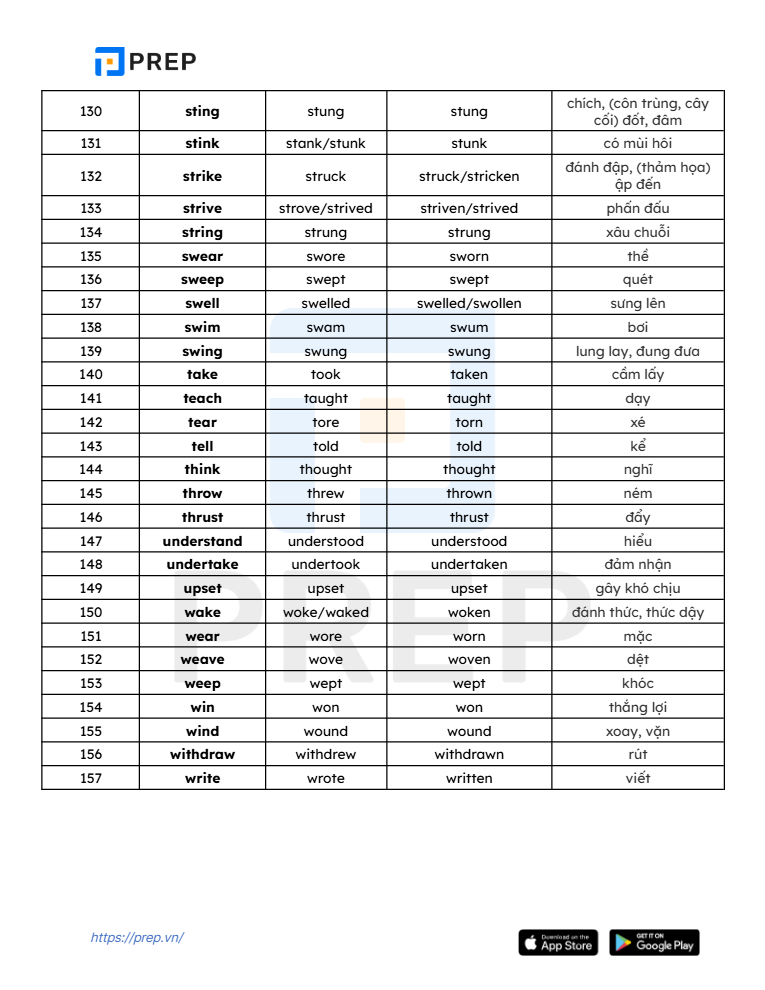 PREP
130 sting stung stung chích, (côn trùng, cây
cối) đốt, đâm
131 stink stank/stunk stunk có mùi hôi
132 strike struck struck/stricken đánh đập, (thảm họa)
ập đến
133 strive strove/strived striven/strived phấn đấu
134 string strung strung xâu chuỗi
135 swear swore sworn thề
136 sweep swept swept quét
137 swell swelled swelled/swollen sưng lên
138 swim swam swum bơi
139 swing swung swung lung lay, đung đưa
140 take took taken cầm lấy
141 teach taught taught dạy
142 tear tore torn xé
143 tell told told kể
144 think thought thought nghĩ
145 throw threw thrown ném
146 thrust thrust thrust đẩy
147 understand understood understood hiểu
148 undertake undertook undertaken đảm nhận
149 upset upset upset gây khó chịu
150 wake woke/waked woken đánh thức, thức dậy
151 wear wore worn mặc
152 weave wove woven dệt
153 weep wept wept khóc
154 win won won thắng lợi
155 wind wound wound xoay, vặn
156 withdraw withdrew withdrawn rút
157 write wrote written viết
PREP
https://prep.vn/
Download on the
App Store
GET IT ON
Google Play